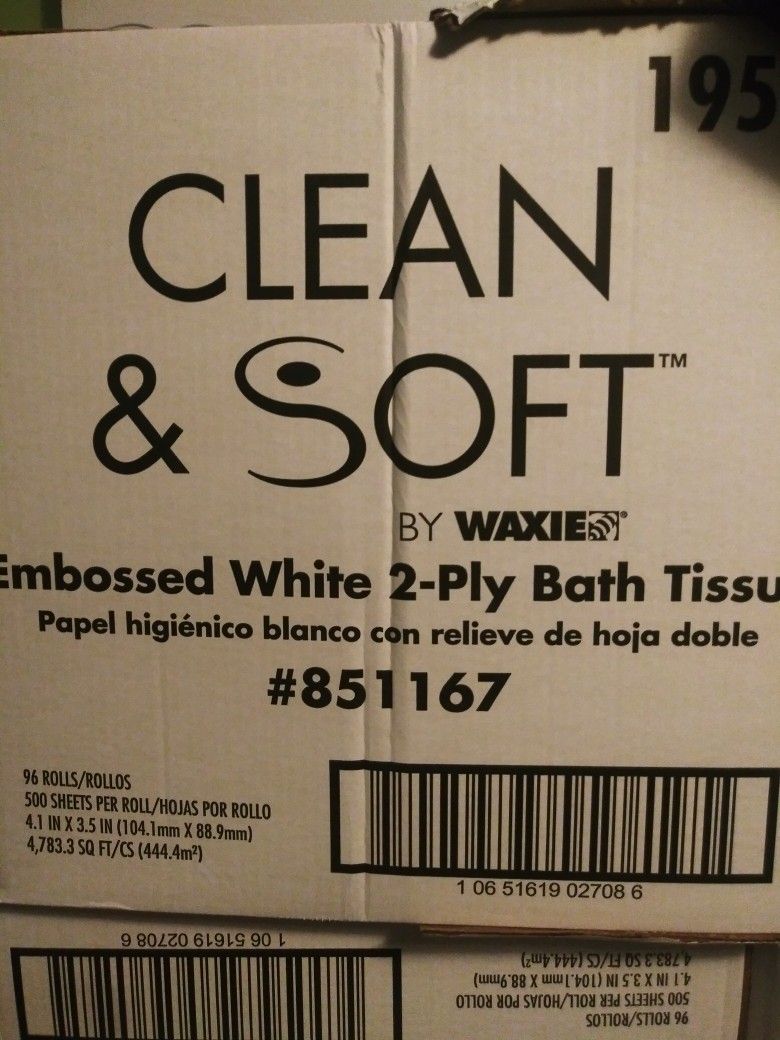 195
CLEAN
& SOFT™
BY WAXIE®
Embossed White 2-Ply Bath Tissu
Papel higiénico blanco con relieve de hoja doble
#851167
96 ROLLS/ROLLOS
500 SHEETS PER ROLL/HOJAS POR ROLLO
4.1 IN X 3.5 IN (104.1mm X 88.9mm)
4,783.3 SQ FT/CS (444.4m²)
1 06 51619 02708 6
1 06 51619 02708 6
96 ROLLS/ROLLOS
500 SHEETS PER ROLL/HOJAS POR ROLLO
4.1 IN X 3.5 IN (104.1mm X 88.9mm)
4,783.3 SQ FT/CS (444.4m²)